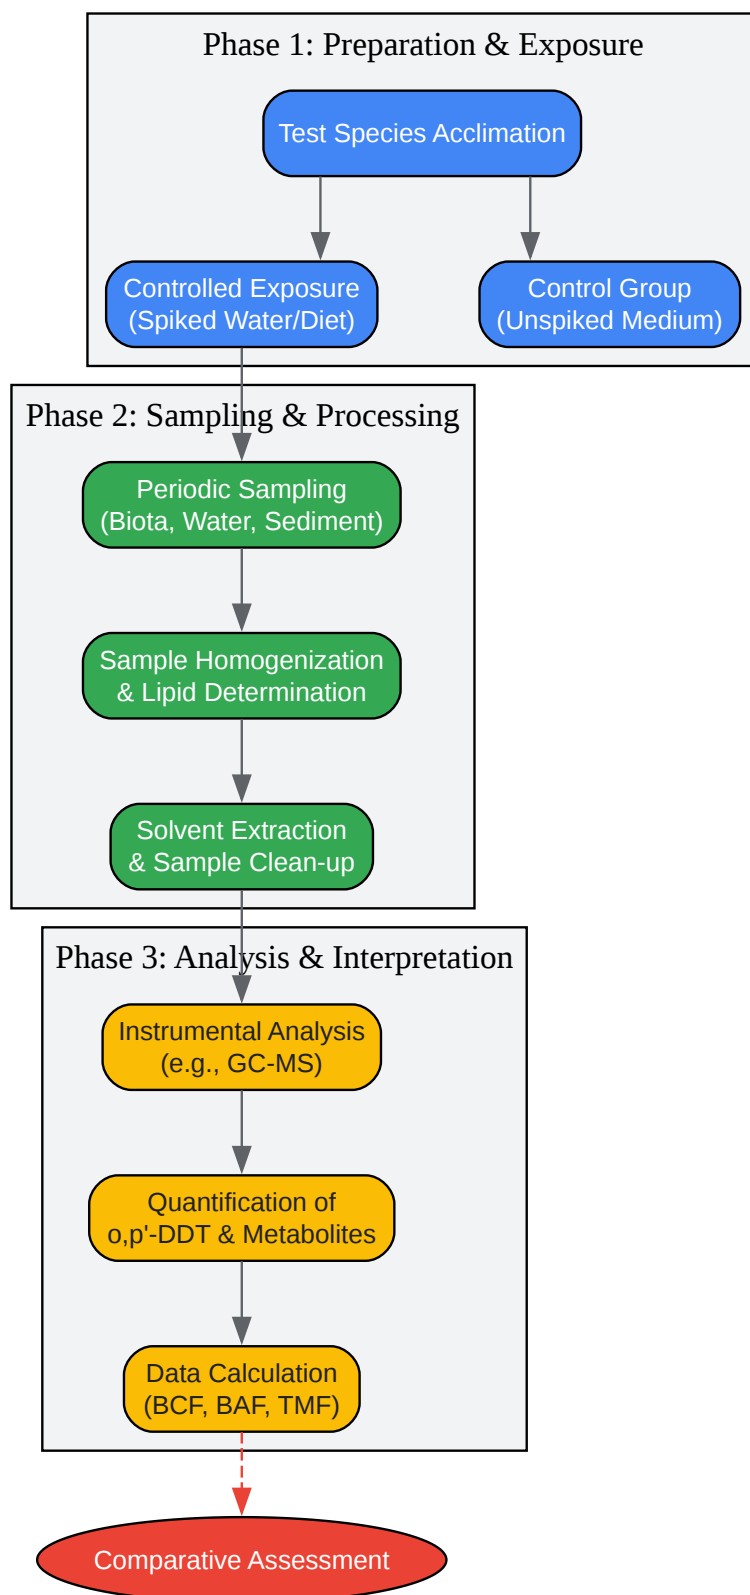 Phase 1: Preparation & Exposure
Test Species Acclimation
Controlled Exposure
(Spiked Water/Diet)
Control Group
(Unspiked Medium)
Phase 2: Sampling & Processing
Periodic Sampling
(Biota, Water, Sediment)
Sample Homogenization
& Lipid Determination
Solvent Extraction
& Sample Clean-up
Phase 3: Analysis & Interpretation
Instrumental Analysis
(e.g., GC-MS)
Quantification of
o,p'-DDT & Metabolites
Data Calculation
(BCF, BAF, TMF)
Comparative Assessment